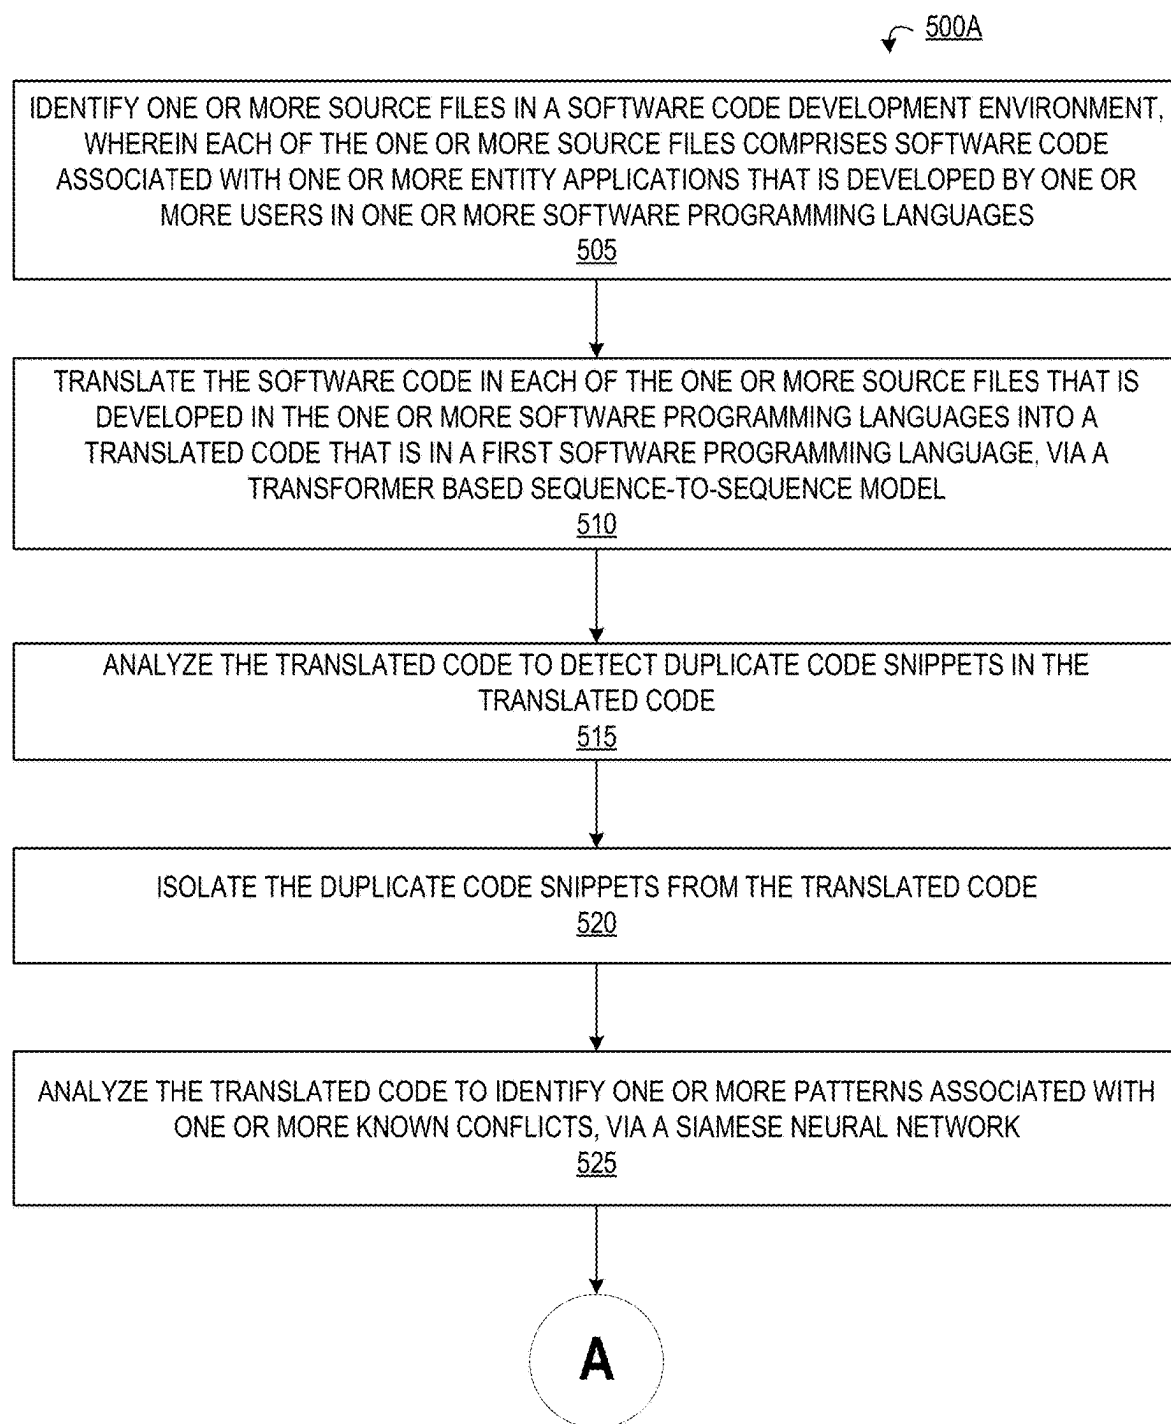 500A
IDENTIFY ONE OR MORE SOURCE FILES IN A SOFTWARE CODE DEVELOPMENT ENVIRONMENT,
WHEREIN EACH OF THE ONE OR MORE SOURCE FILES COMPRISES SOFTWARE CODE
ASSOCIATED WITH ONE OR MORE ENTITY APPLICATIONS THAT IS DEVELOPED BY ONE OR
MORE USERS IN ONE OR MORE SOFTWARE PROGRAMMING LANGUAGES
505
TRANSLATE THE SOFTWARE CODE IN EACH OF THE ONE OR MORE SOURCE FILES THAT IS
DEVELOPED IN THE ONE OR MORE SOFTWARE PROGRAMMING LANGUAGES INTO A
TRANSLATED CODE THAT IS IN A FIRST SOFTWARE PROGRAMMING LANGUAGE, VIA A
TRANSFORMER BASED SEQUENCE-TO-SEQUENCE MODEL
510
ANALYZE THE TRANSLATED CODE TO DETECT DUPLICATE CODE SNIPPETS IN THE
TRANSLATED CODE
515
ISOLATE THE DUPLICATE CODE SNIPPETS FROM THE TRANSLATED CODE
520
ANALYZE THE TRANSLATED CODE TO IDENTIFY ONE OR MORE PATTERNS ASSOCIATED WITH
ONE OR MORE KNOWN CONFLICTS, VIA A SIAMESE NEURAL NETWORK
525
A